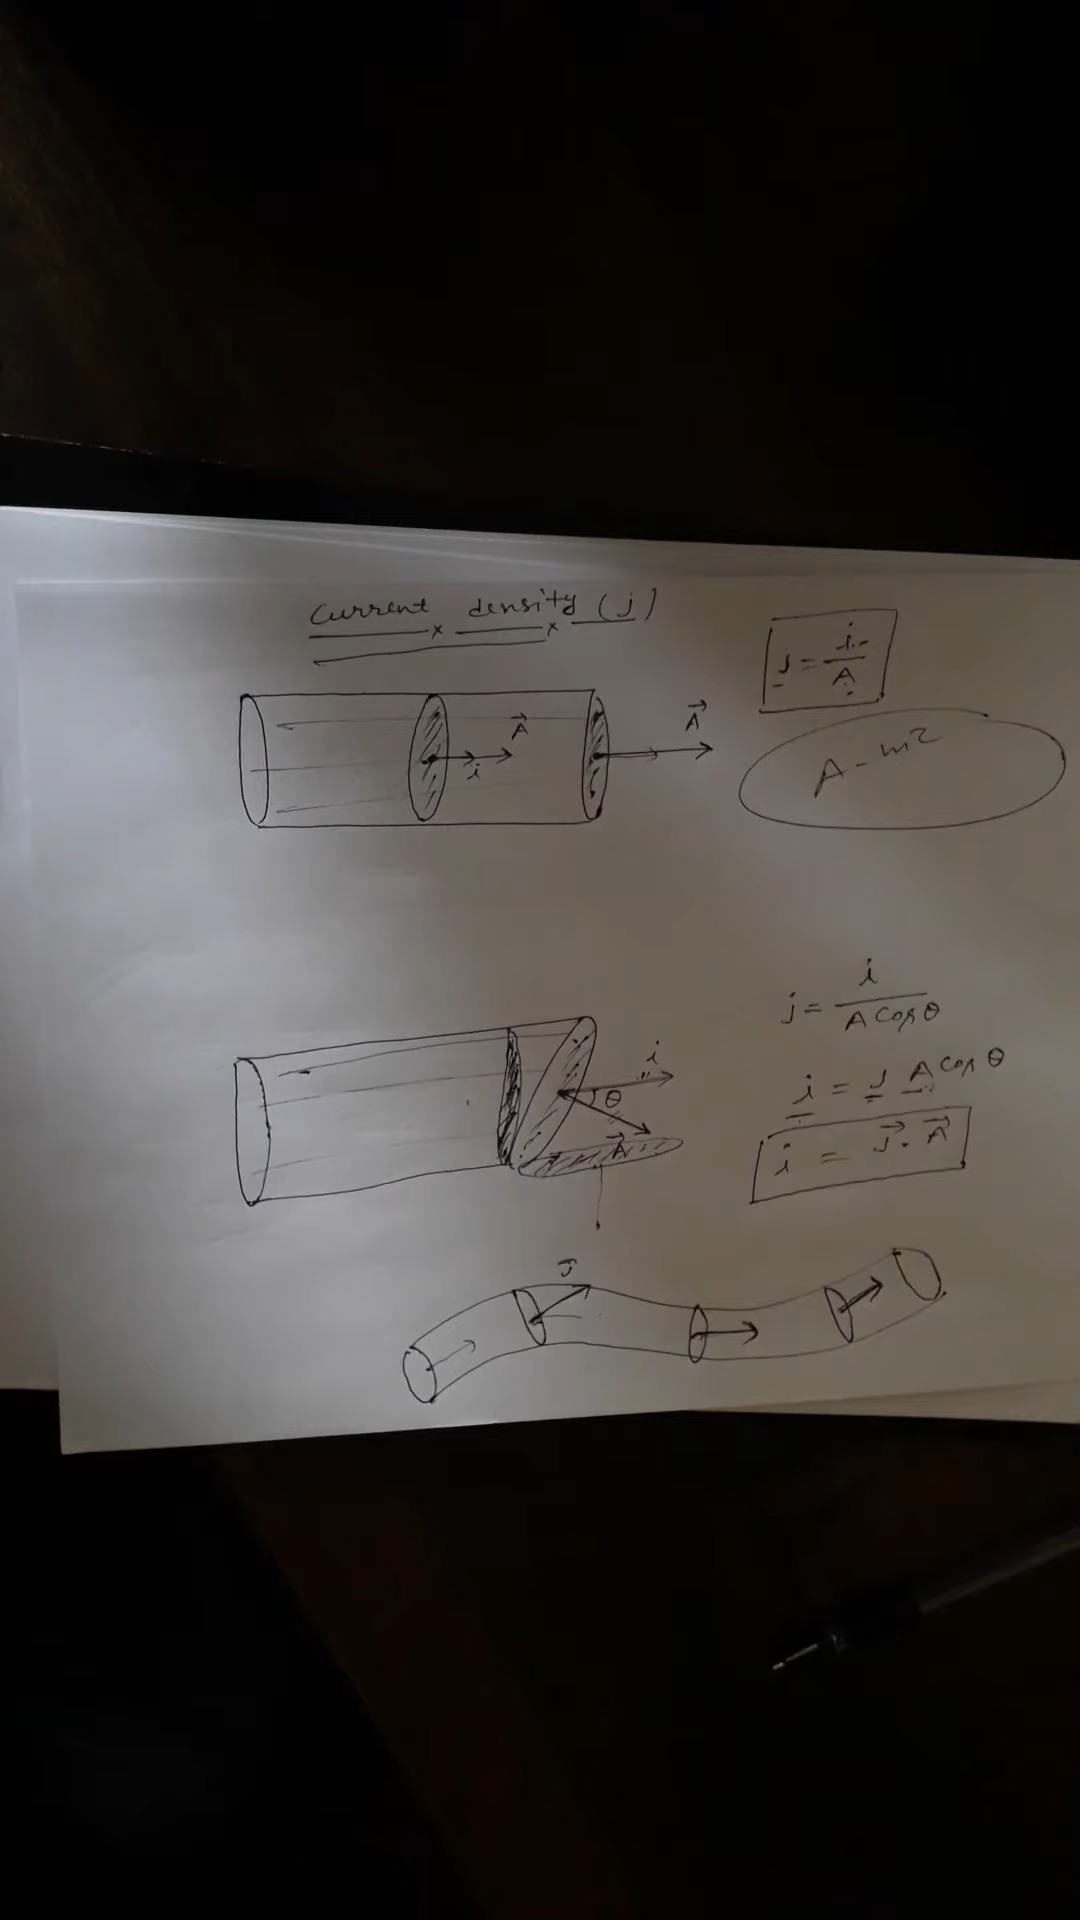 Current density (j)
j = i/A
A⃗
A⃗
i
A-m²
j = i/A cos θ
i
i = J A cos θ
θ
A⃗
i = J⃗ . A⃗
J⃗